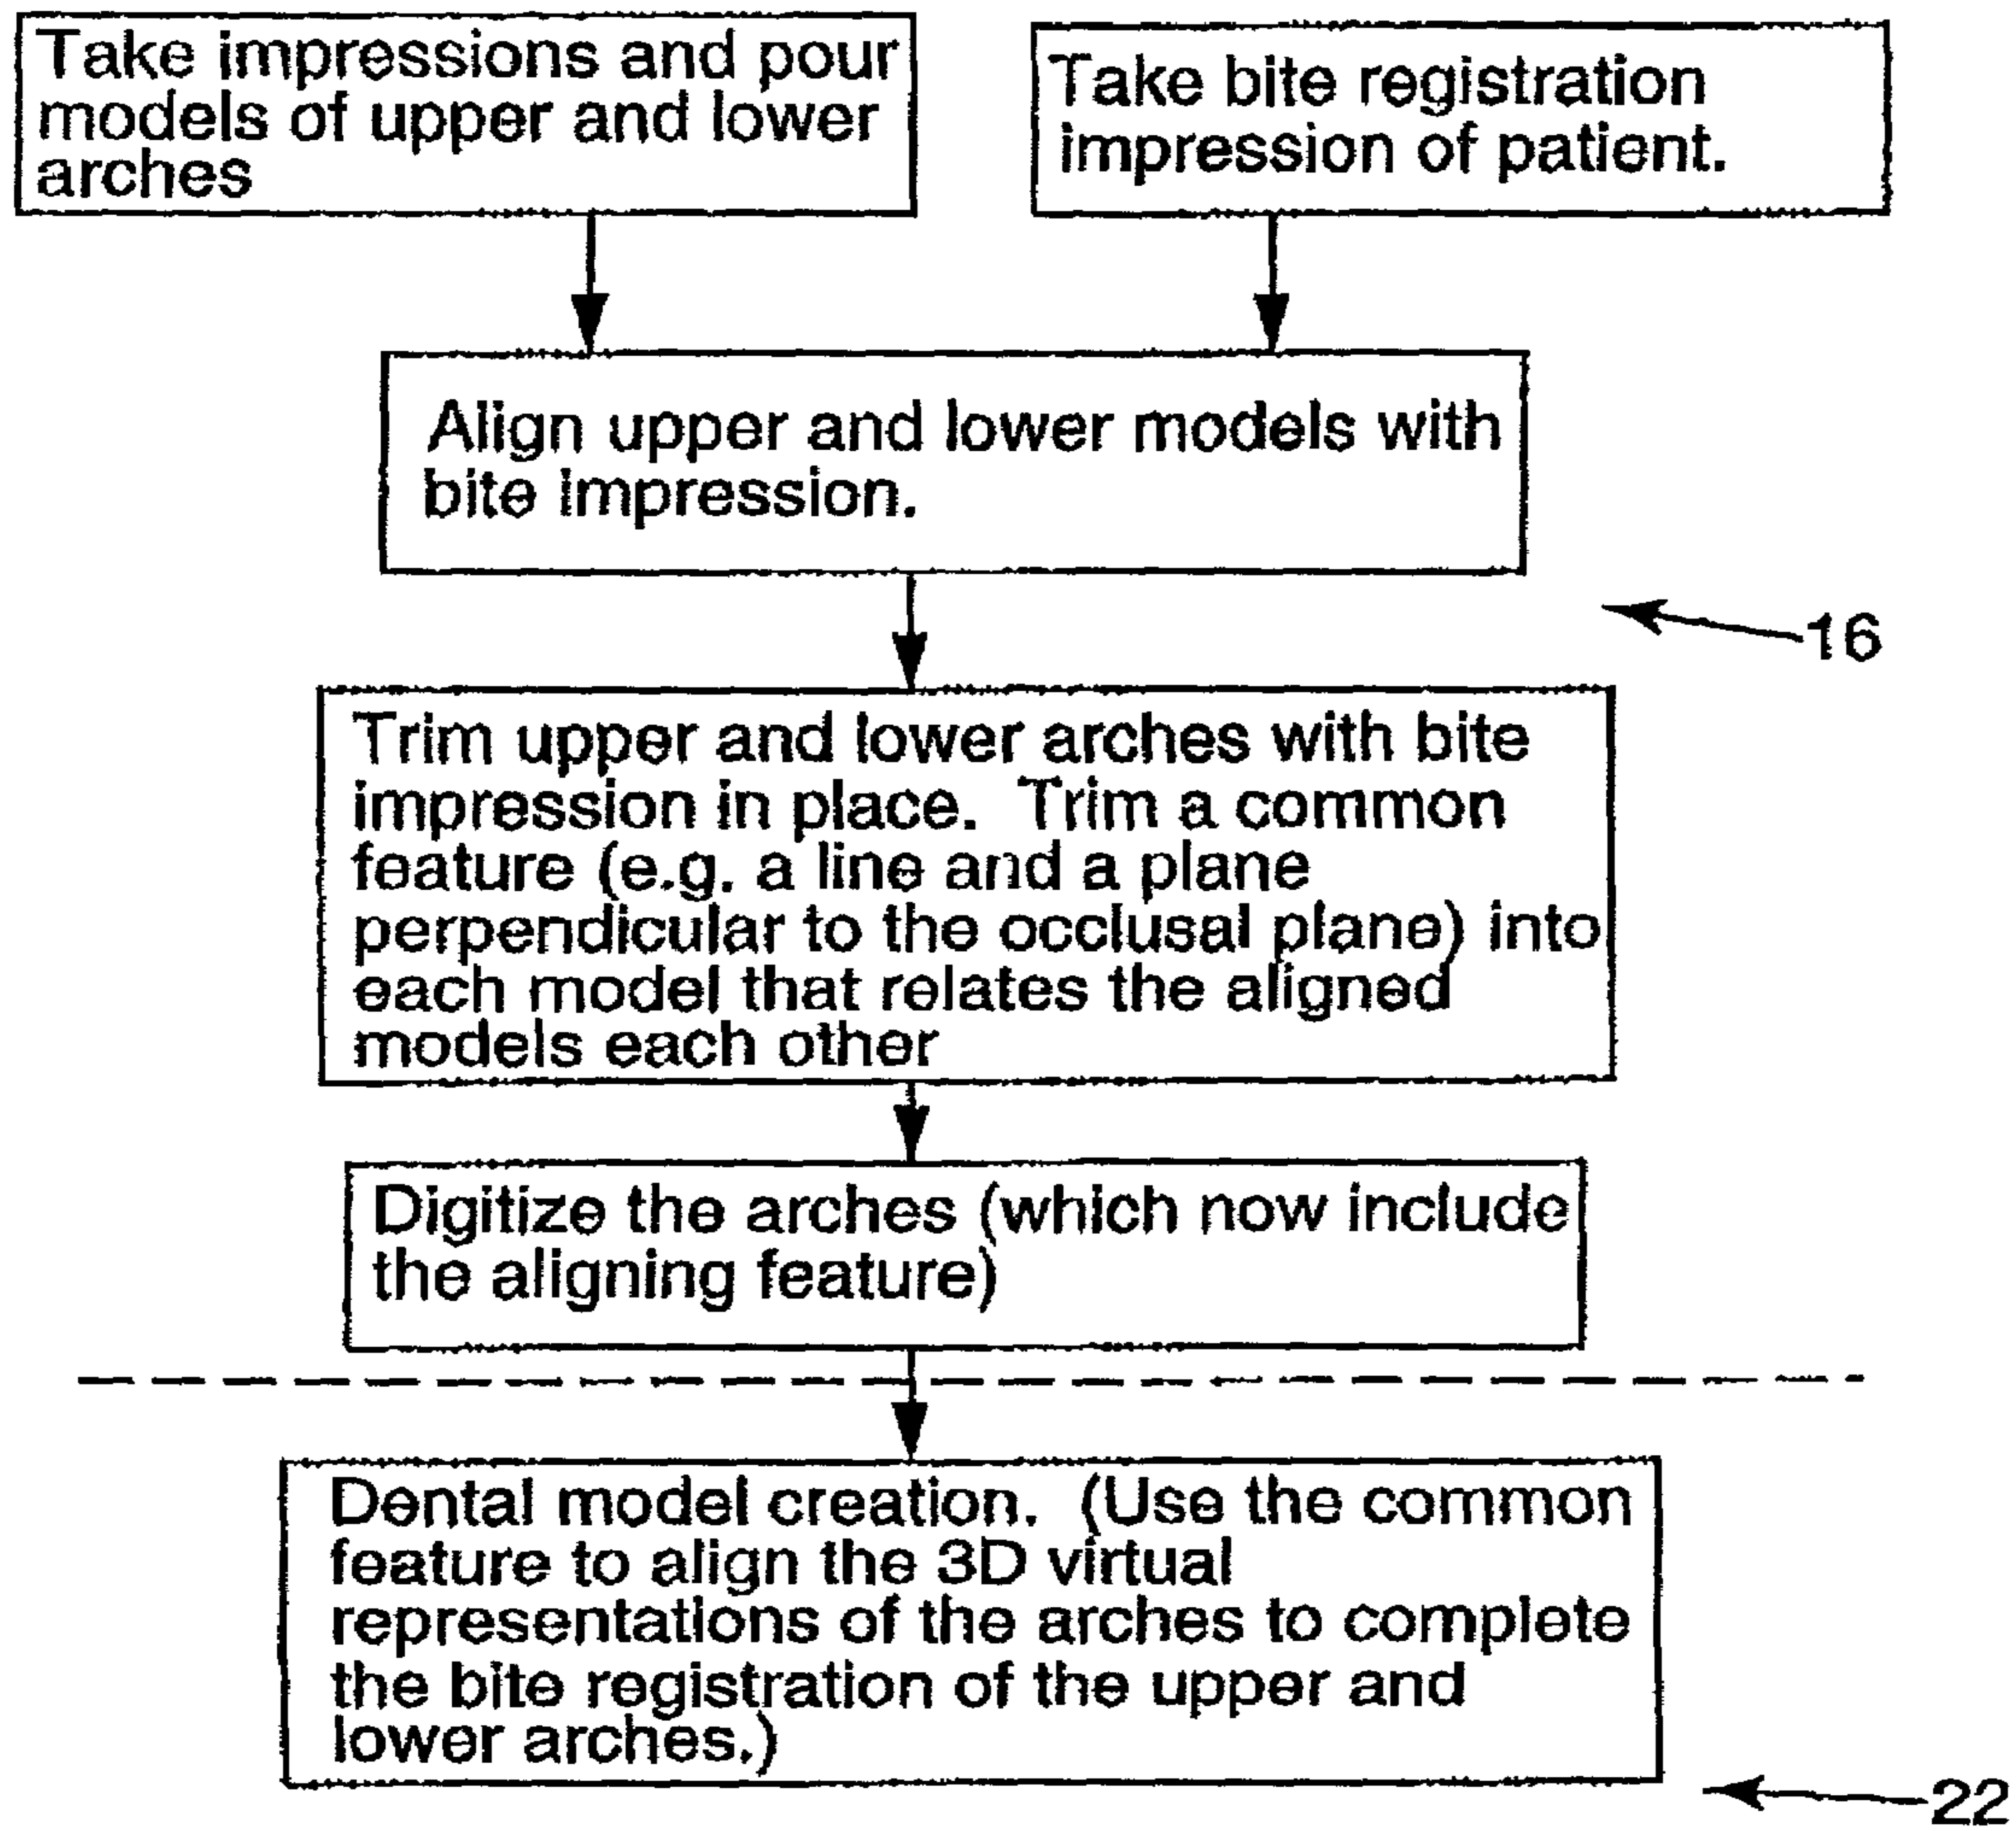 Take impressions and pour
models of upper and lower
arches
Take bite registration
impression of patient.
Align upper and lower models with
bite impression.
16
Trim upper and lower arches with bite
impression in place. Trim a common
feature (e.g. a line and a plane
perpendicular to the occlusal plane) into
each model that relates the aligned
models each other
Digitize the arches (which now include
the aligning feature)
Dental model creation. (Use the common
feature to align the 3D virtual
representations of the arches to complete
the bite registration of the upper and
lower arches.)
22